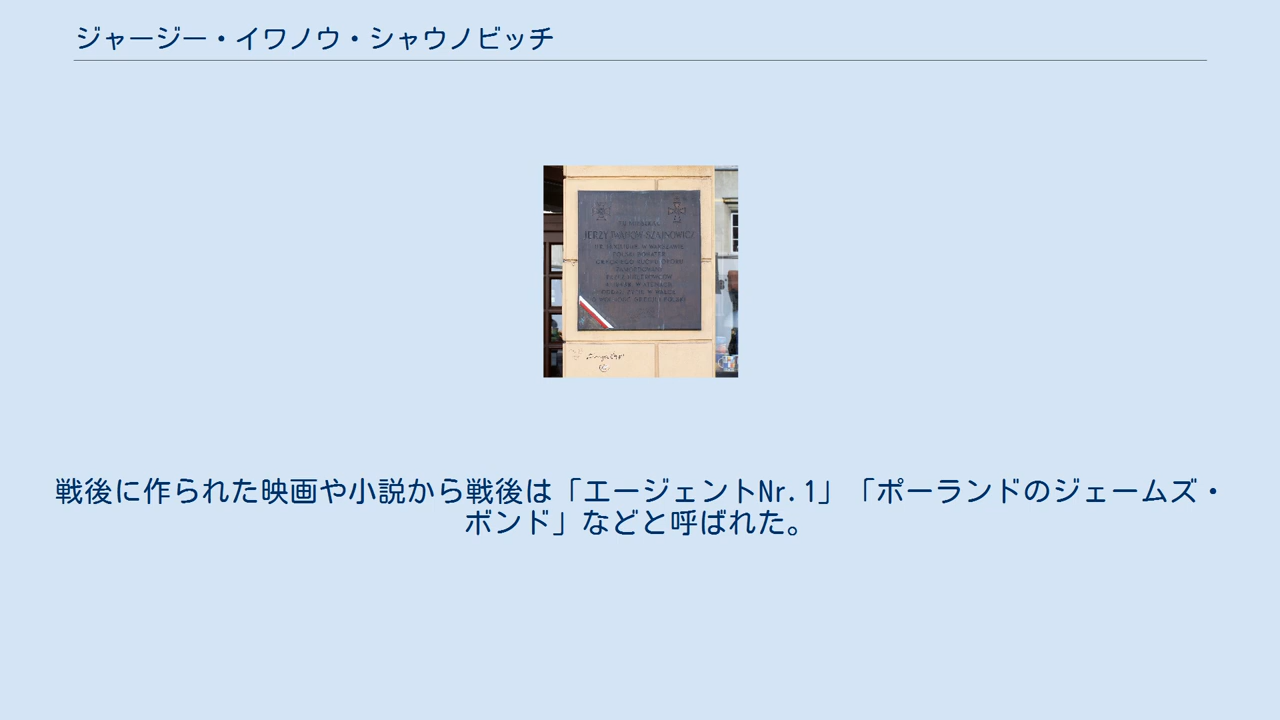 ジャージー・イワノウ・シャウノビッチ
JERZY IWANOW SZAJNOWICZ
戦後に作られた映画や小説から戦後は「エージェントNr.1」「ポーランドのジェームズ・
ボンド」などと呼ばれた。